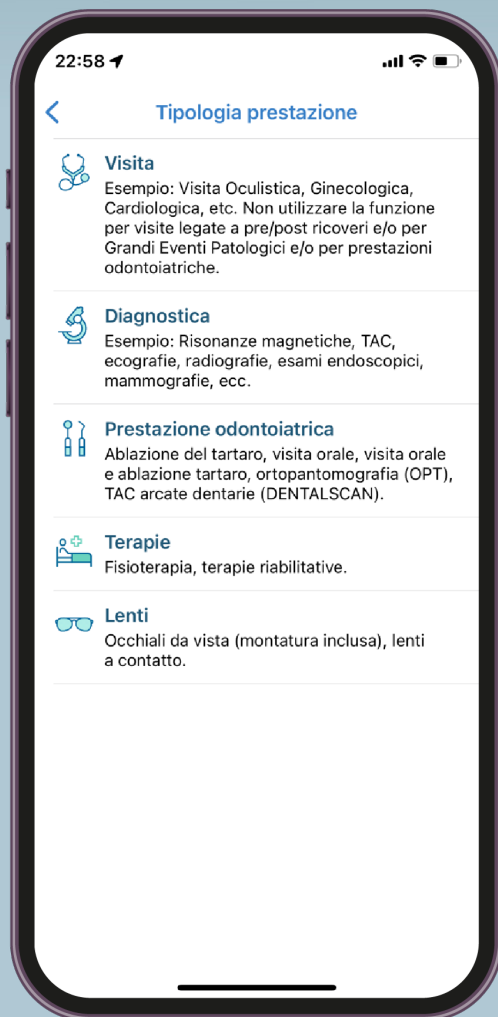 22:58
Tipologia prestazione
Visita
Esempio: Visita Oculistica, Ginecologica,
Cardiologica, etc. Non utilizzare la funzione
per visite legate a pre/post ricoveri e/o per
Grandi Eventi Patologici e/o per prestazioni
odontoiatriche.
Diagnostica
Esempio: Risonanze magnetiche, TAC,
ecografie, radiografie, esami endoscopici,
mammografie, ecc.
Prestazione odontoiatrica
Ablazione del tartaro, visita orale, visita orale
e ablazione tartaro, ortopantomografia (OPT),
TAC arcate dentarie (DENTALSCAN).
Terapie
Fisioterapia, terapie riabilitative.
Lenti
Occhiali da vista (montatura inclusa), lenti
a contatto.